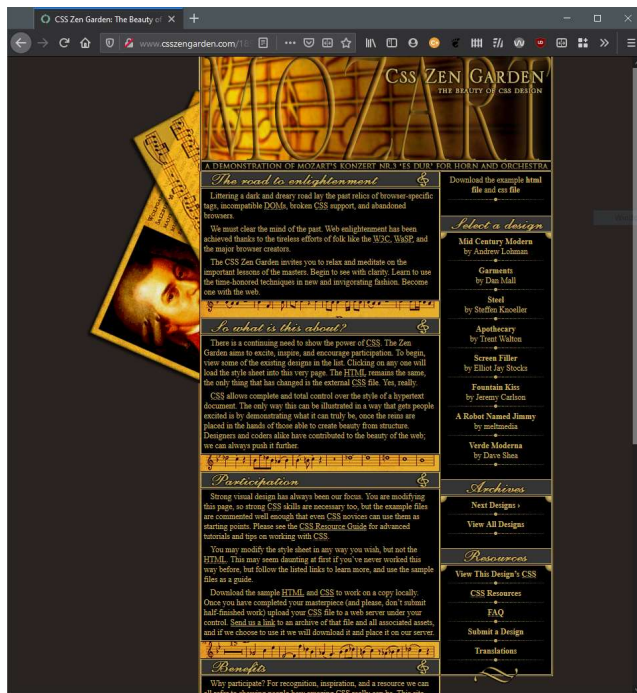 CSS Zen Garden: The Beauty of
www.csszengarden.com/18
MOZART
CSS ZEN GARDEN
THE BEAUTY OF CSS DESIGN
A DEMONSTRATION OF MOZART'S KONZERT NR.3 'ES DUR' FOR HORN AND ORCHESTRA
The road to enlightenment
Littering a dark and dreary road lay the past relics of browser-specific
tags, incompatible DOMs, broken CSS support, and abandoned
browsers.
We must clear the mind of the past. Web enlightenment has been
achieved thanks to the tireless efforts of folk like the W3C, WaSP, and
the major browser creators.
The CSS Zen Garden invites you to relax and meditate on the
important lessons of the masters. Begin to see with clarity. Learn to use
the time-honored techniques in new and invigorating fashion. Become
one with the web.
So what is this about?
There is a continuing need to show the power of CSS. The Zen
Garden aims to excite, inspire, and encourage participation. To begin,
view some of the existing designs in the list. Clicking on any one will
load the style sheet into this very page. The HTML remains the same,
the only thing that has changed is the external CSS file. Yes, really.
CSS allows complete and total control over the style of a hypertext
document. The only way this can be illustrated in a way that gets people
excited is by demonstrating what it can truly be, once the reins are
placed in the hands of those able to create beauty from structure.
Designers and coders alike have contributed to the beauty of the web;
we can always push it further.
Participation
Strong visual design has always been our focus. You are modifying
this page, so strong CSS skills are necessary too, but the example files
are commented well enough that even CSS novices can use them as
starting points. Please see the CSS Resource Guide for advanced
tutorials and tips on working with CSS.
You may modify the style sheet in any way you wish, but not the
HTML. This may seem daunting at first if you've never worked this
way before, but follow the listed links to learn more, and use the sample
files as a guide.
Download the sample HTML and CSS to work on a copy locally.
Once you have completed your masterpiece (and please, don't submit
half-finished work) upload your CSS file to a web server under your
control. Send us a link to an archive of that file and all associated assets,
and if we choose to use it we will download it and place it on our server.
Benefits
Why participate? For recognition, inspiration, and a resource we can
Download the example html
file and css file
Select a design
Mid Century Modern
by Andrew Lohman
Garments
by Dan Mall
Steel
by Steffen Knoeller
Apothecary
by Trent Walton
Screen Filler
by Elliot Jay Stocks
Fountain Kiss
by Jeremy Carlson
A Robot Named Jimmy
by meltmedia
Verde Moderna
by Dave Shea
Archives
Next Designs ›
View All Designs
Resources
View This Design's CSS
CSS Resources
FAQ
Submit a Design
Translations